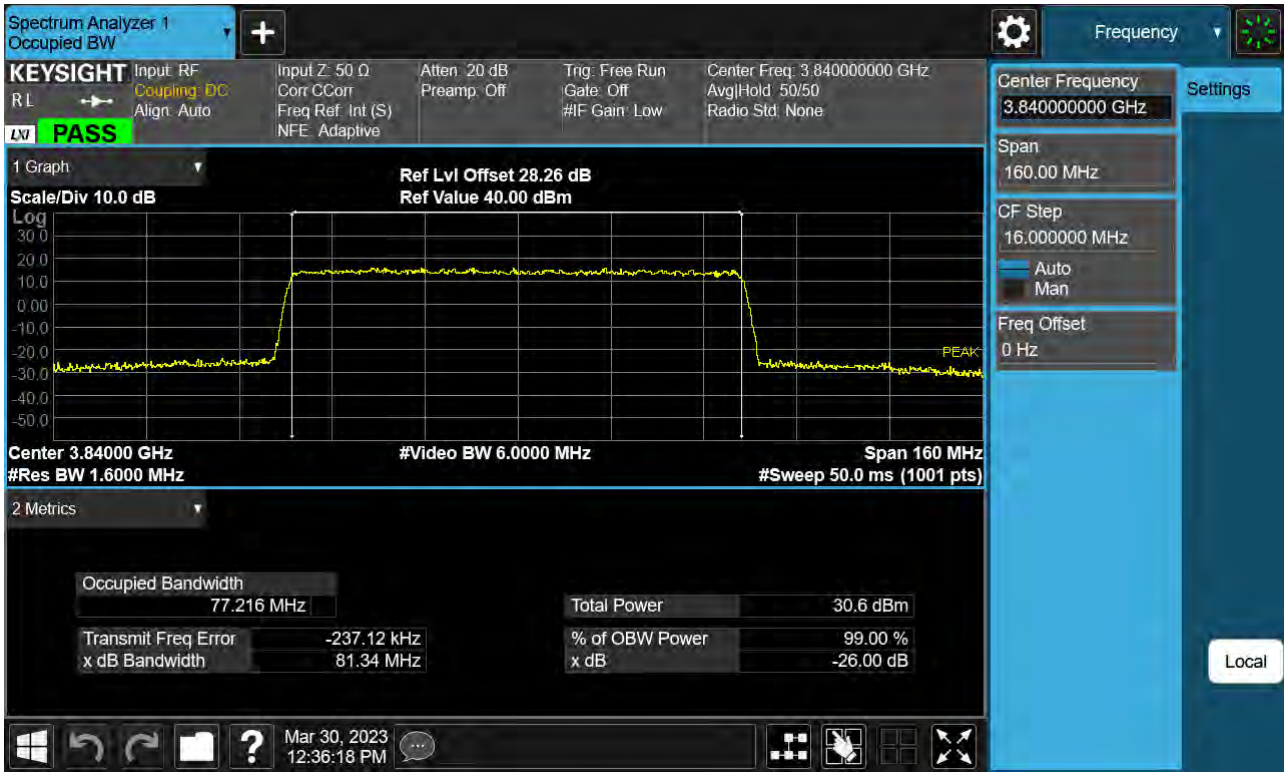 Spectrum Analyzer 1
Occupied BW
+
Frequency
KEYSIGHT
RL
LXI PASS
Input: RF
Coupling: DC
Align: Auto
Input Z: 50 Ω
Corr CCorr
Freq Ref: Int (S)
NFE: Adaptive
Atten: 20 dB
Preamp: Off
Trig: Free Run
Gate: Off
#IF Gain: Low
Center Freq: 3.840000000 GHz
Avg|Hold: 50/50
Radio Std: None
Center Frequency
3.840000000 GHz
Settings
Span
160.00 MHz
CF Step
16.000000 MHz
Auto
Man
Freq Offset
0 Hz
Local
1 Graph
Scale/Div 10.0 dB
Ref Lvl Offset 28.26 dB
Ref Value 40.00 dBm
Log
30.0
20.0
10.0
0.00
-10.0
-20.0
-30.0
-40.0
-50.0
PEAK
Center 3.84000 GHz
#Video BW 6.0000 MHz
Span 160 MHz
#Res BW 1.6000 MHz
#Sweep 50.0 ms (1001 pts)
2 Metrics
Occupied Bandwidth
77.216 MHz
Total Power 30.6 dBm
Transmit Freq Error -237.12 kHz
% of OBW Power 99.00 %
x dB Bandwidth 81.34 MHz
x dB -26.00 dB
?
Mar 30, 2023
12:36:18 PM